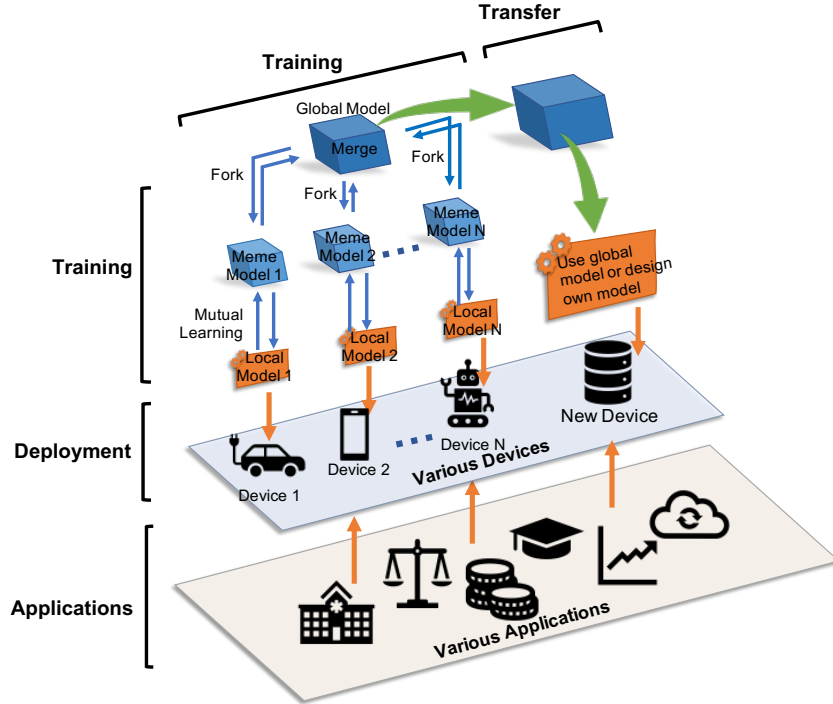 Transfer
Training
Global Model
Merge
Fork
Fork
Fork
Meme
Model 1
Meme
Model 2
Meme
Model N
Training
Mutual
Learning
Local
Model 1
Local
Model 2
Local
Model N
Use global
model or design
own model
Deployment
Device 1
Device 2
Device N
New Device
Various Devices
Applications
Various Applications